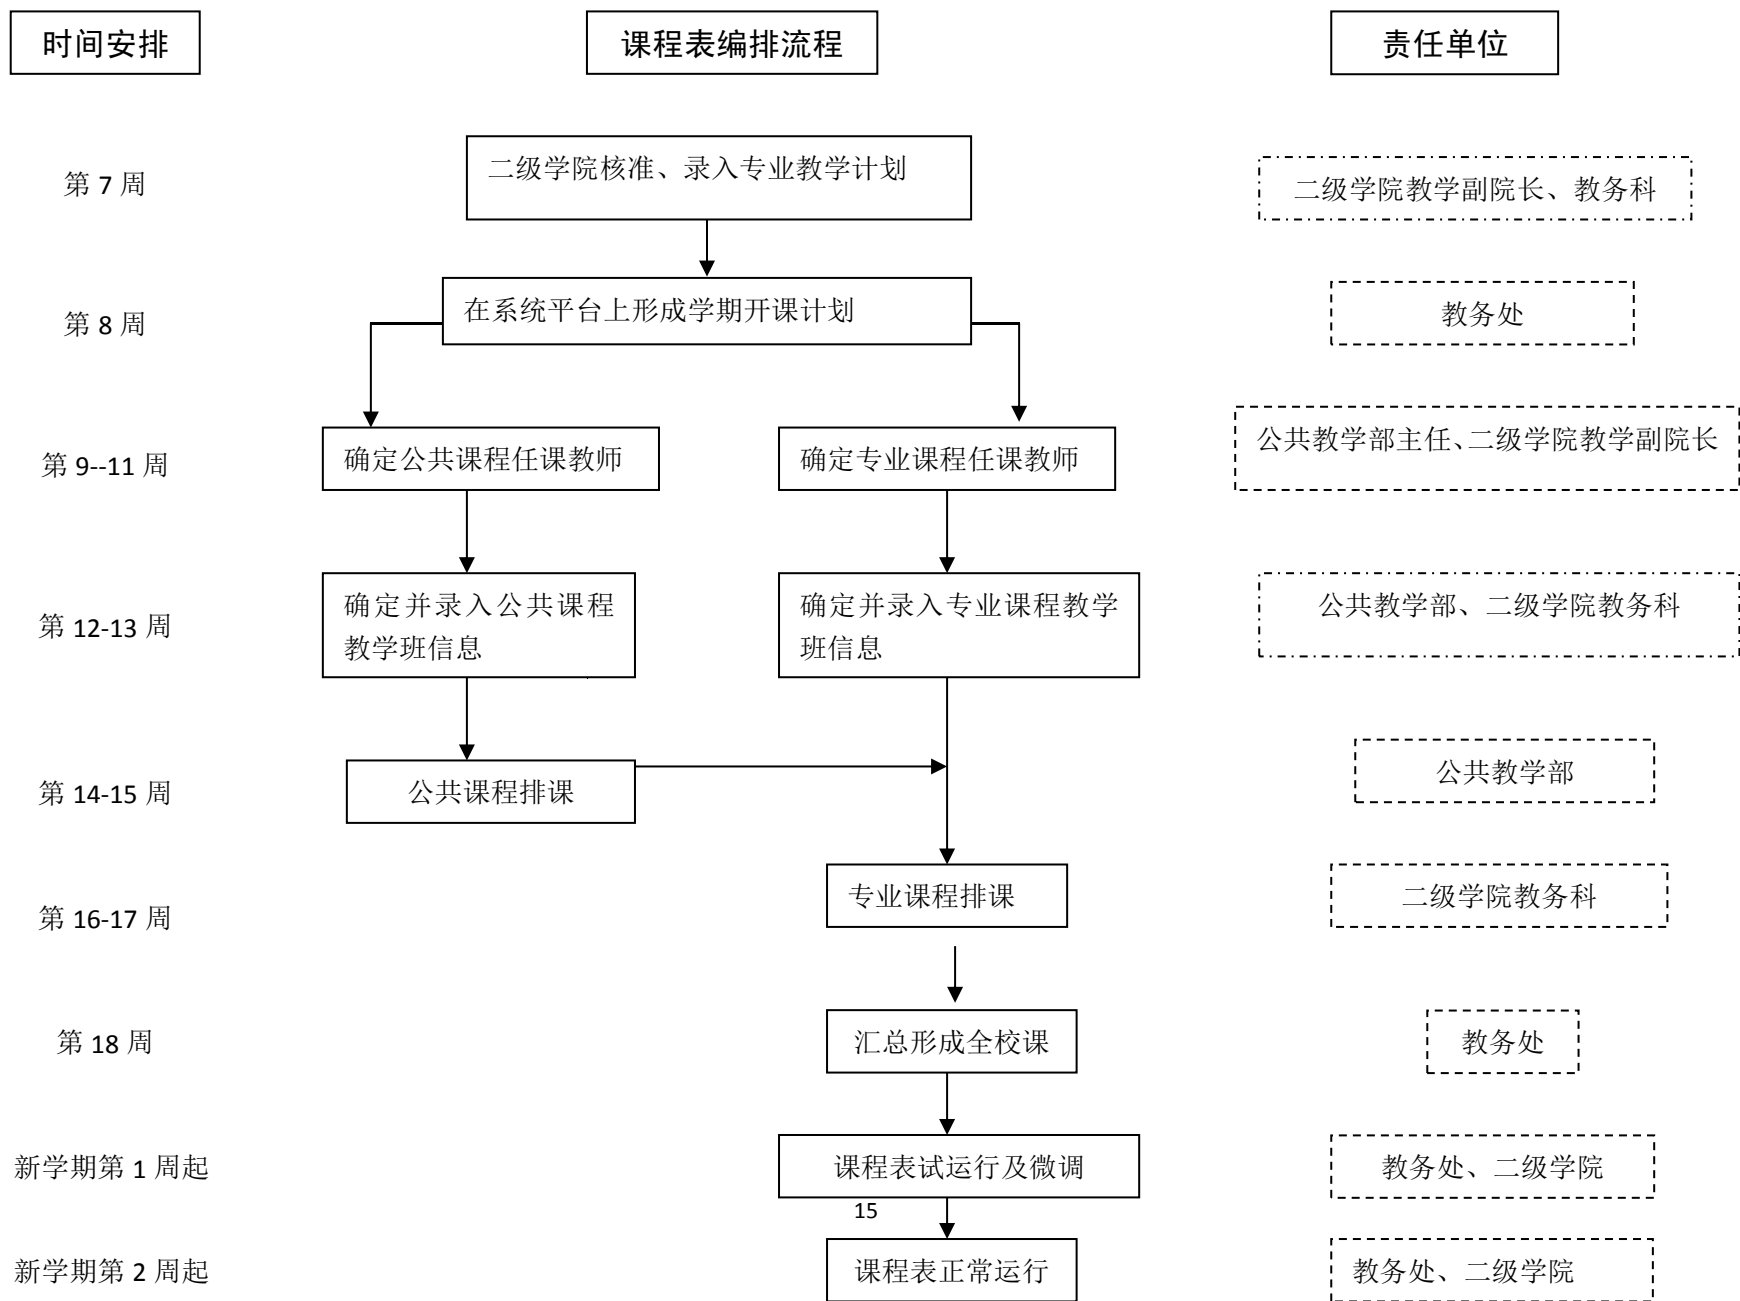 时间安排
课程表编排流程
责任单位
第 7 周
二级学院核准、录入专业教学计划
二级学院教学副院长、教务科
第 8 周
在系统平台上形成学期开课计划
教务处
第 9--11 周
确定公共课程任课教师
确定专业课程任课教师
公共教学部主任、二级学院教学副院长
第 12-13 周
确定并录入公共课程
教学班信息
确定并录入专业课程教学
班信息
公共教学部、二级学院教务科
第 14-15 周
公共课程排课
公共教学部
第 16-17 周
专业课程排课
二级学院教务科
第 18 周
汇总形成全校课
教务处
新学期第 1 周起
课程表试运行及微调
教务处、二级学院
15
新学期第 2 周起
课程表正常运行
教务处、二级学院